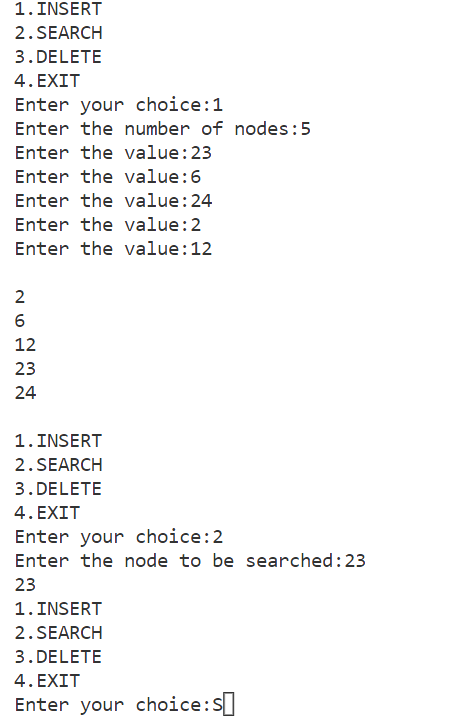 1.INSERT
2.SEARCH
3.DELETE
4.EXIT
Enter your choice:1
Enter the number of nodes:5
Enter the value:23
Enter the value:6
Enter the value:24
Enter the value:2
Enter the value:12
2
6
12
23
24
1.INSERT
2.SEARCH
3.DELETE
4.EXIT
Enter your choice:2
Enter the node to be searched:23
23
1.INSERT
2.SEARCH
3.DELETE
4.EXIT
Enter your choice:S